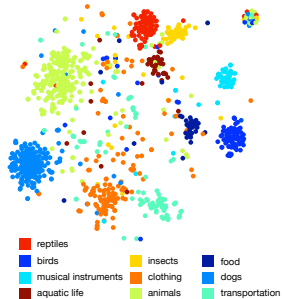 reptiles
birds insects food
musical instruments clothing dogs
aquatic life animals transportation